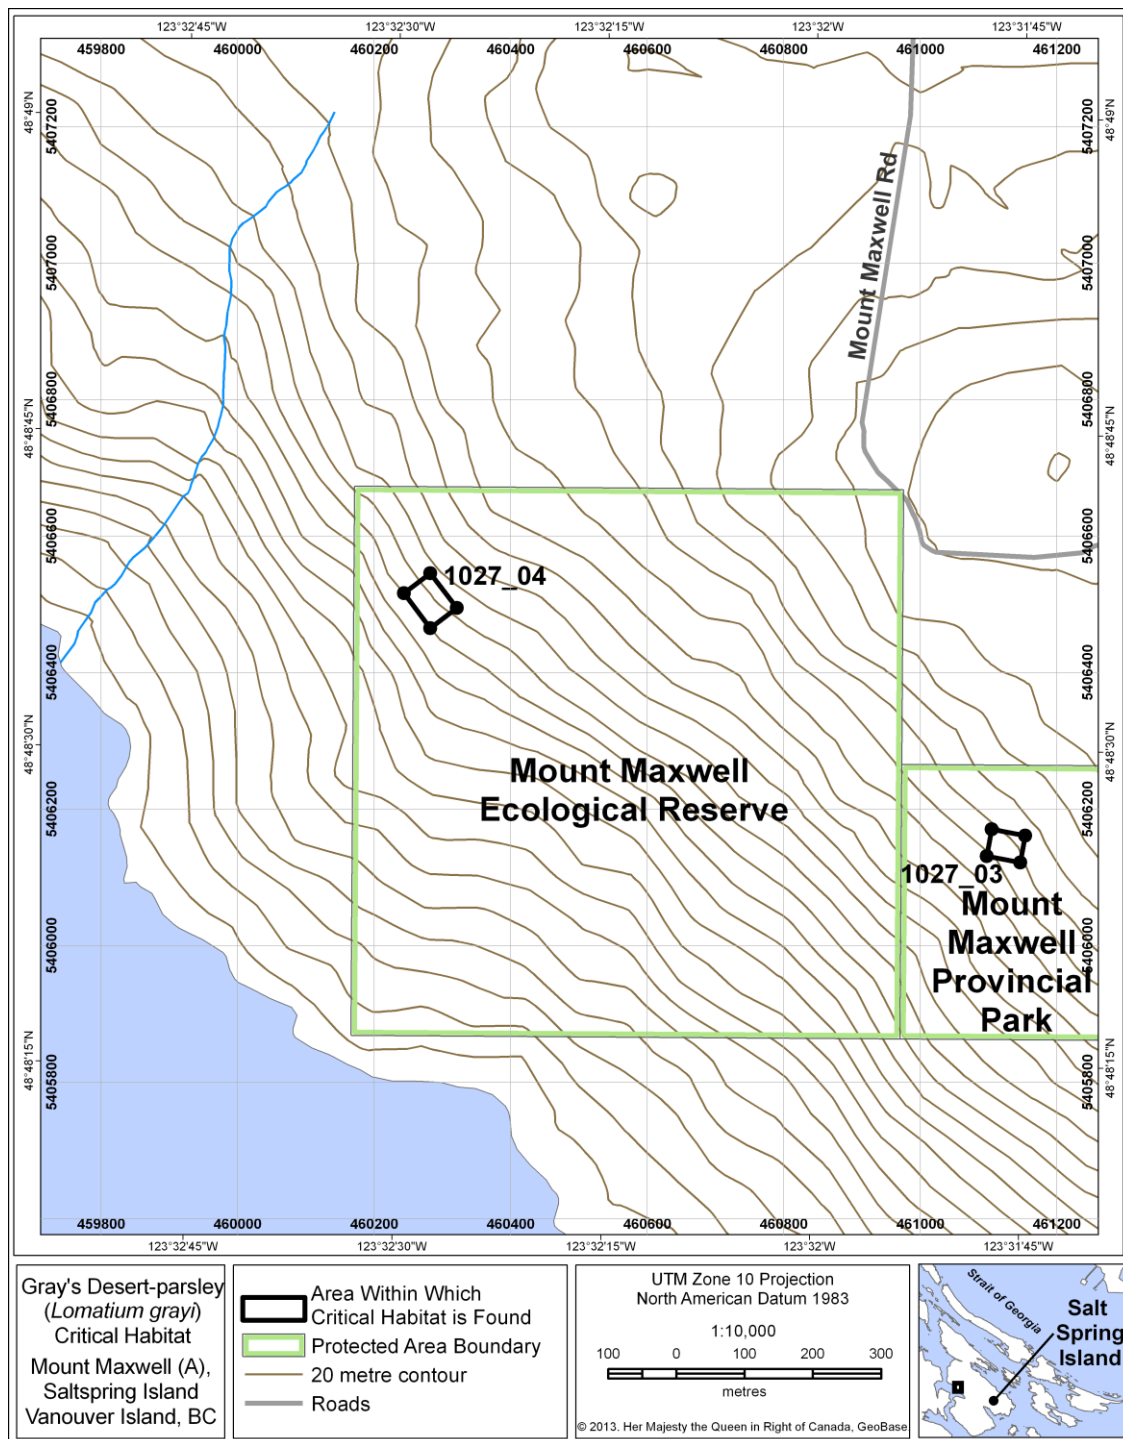 123°32'45"W 123°32'30"W 123°32'15"W 123°32'W 123°31'45"W
459800 460000 460200 460400 460600 460800 461000 461200
48°49'N 5407200 5407200 48°49'N
Mount Maxwell Rd
5407000 5407000
5406800 5406800
48°48'45"N 48°48'45"N
5406600 5406600
1027_04
5406400 5406400
48°48'30"N 48°48'30"N
Mount Maxwell
Ecological Reserve
5406200 5406200
1027_03
Mount
Maxwell
Provincial
Park
5406000 5406000
48°48'15"N 48°48'15"N
5405800 5405800
459800 460000 460200 460400 460600 460800 461000 461200
123°32'45"W 123°32'30"W 123°32'15"W 123°32'W 123°31'45"W
Gray's Desert-parsley
(Lomatium grayi)
Critical Habitat
Mount Maxwell (A),
Saltspring Island
Vanouver Island, BC
Area Within Which
Critical Habitat is Found
Protected Area Boundary
20 metre contour
Roads
UTM Zone 10 Projection
North American Datum 1983
1:10,000
100 0 100 200 300
metres
© 2013. Her Majesty the Queen in Right of Canada, GeoBase
Strait of Georgia
Salt
Spring
Island